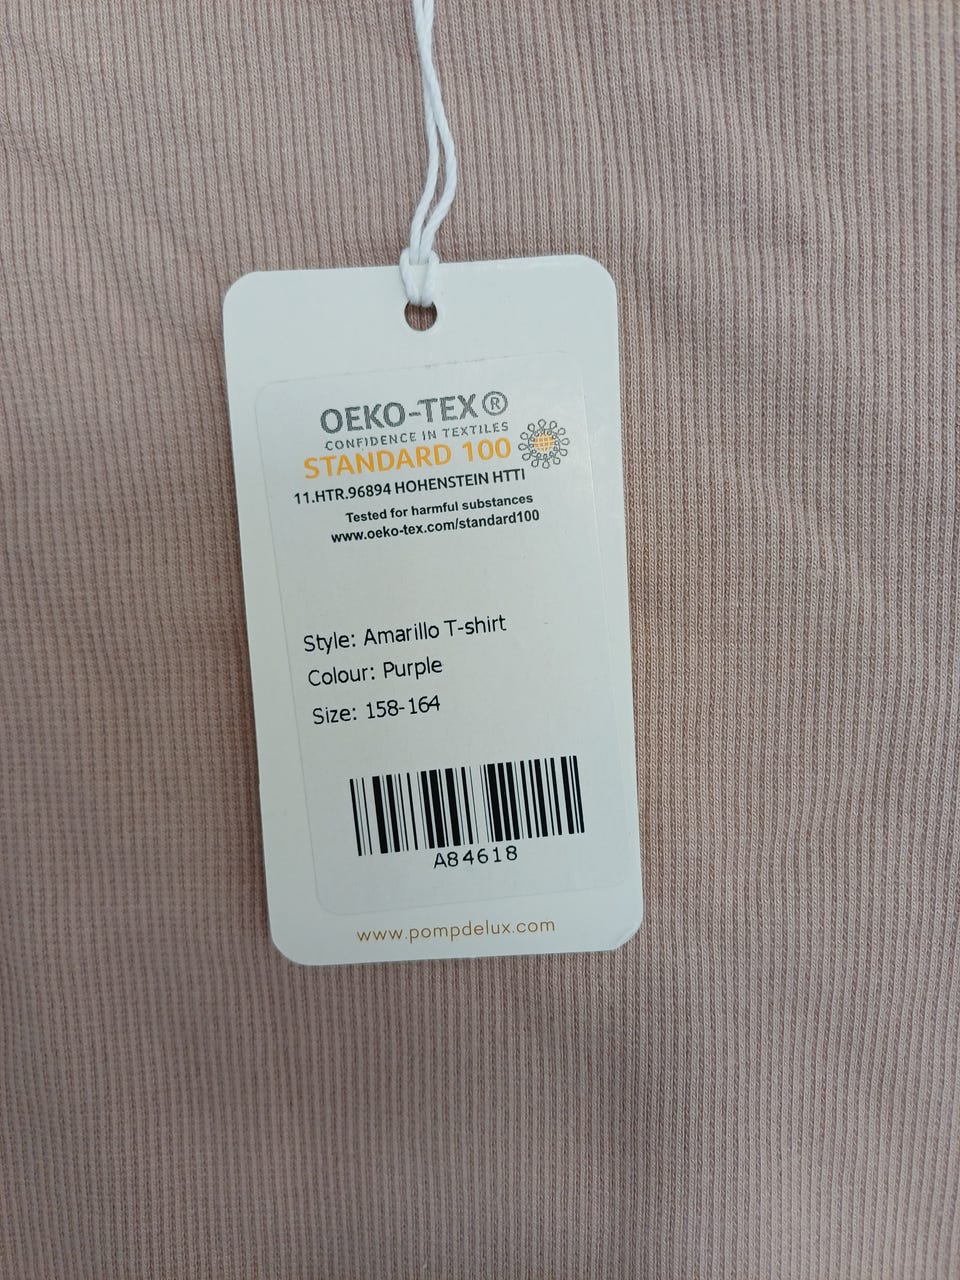 OEKO-TEX®
CONFIDENCE IN TEXTILES
STANDARD 100
11.HTR.96894 HOHENSTEIN HTTI
Tested for harmful substances
www.oeko-tex.com/standard100
Style: Amarillo T-shirt
Colour: Purple
Size: 158-164
A84618
www.pompdelux.com